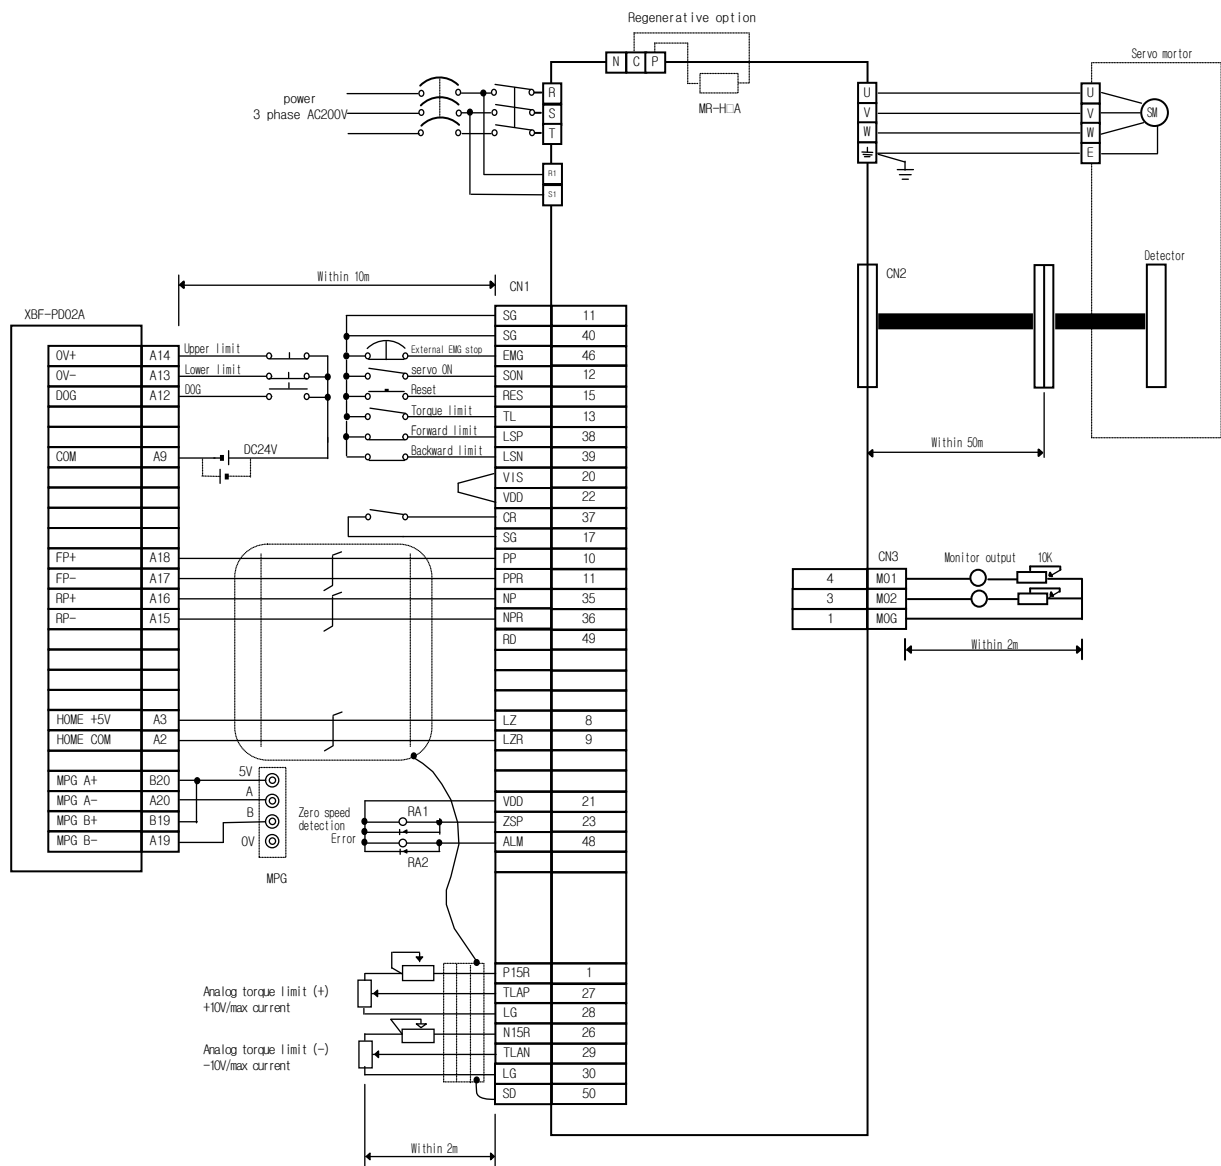 Regenerative option
N C P
MR-H□A
Servo mortor
power
3 phase AC200V
R
S
T
R1
S1
U
V
W
U
V
W
E
SM
Detector
CN2
Within 50m
Within 10m
CN1
XBF-PD02A
OV+ A14 Upper limit
OV- A13 Lower limit
DOG A12 DOG
COM A9
DC24V
FP+ A18
FP- A17
RP+ A16
RP- A15
HOME +5V A3
HOME COM A2
MPG A+ B20
MPG A- A20
MPG B+ B19
MPG B- A19
5V
A
B
0V
MPG
SG 11
SG 40
External EMG stop EMG 46
servo ON SON 12
Reset RES 15
Torque limit TL 13
Forward limit LSP 38
Backward limit LSN 39
VIS 20
VDD 22
CR 37
SG 17
PP 10
PPR 11
NP 35
NPR 36
RD 49
LZ 8
LZR 9
VDD 21
ZSP 23
ALM 48
Zero speed
detection
Error
RA1
RA2
P15R 1
TLAP 27
LG 28
N15R 26
TLAN 29
LG 30
SD 50
Analog torque limit (+)
+10V/max current
Analog torque limit (-)
-10V/max current
Within 2m
CN3
Monitor output 10K
4 MO1
3 MO2
1 MOG
Within 2m